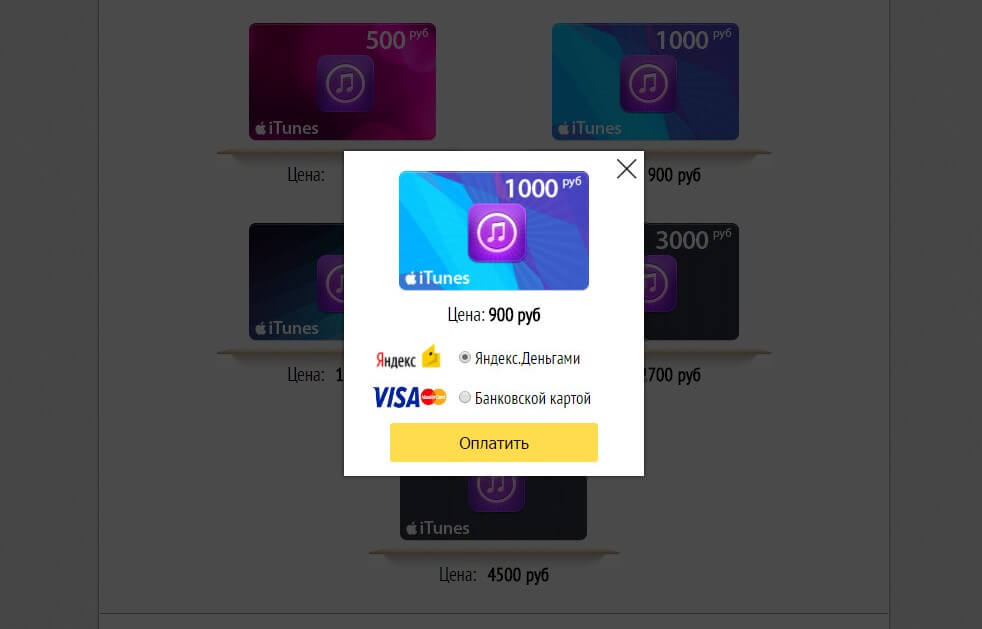 500 руб
iTunes
1000 руб
iTunes
Цена:
900 руб
1000 руб
iTunes
Цена: 900 руб
Яндекс
Яндекс.Деньгами
VISA MasterCard
Банковской картой
Оплатить
iTunes
3000 руб
Цена: 1
2700 руб
iTunes
Цена: 4500 руб